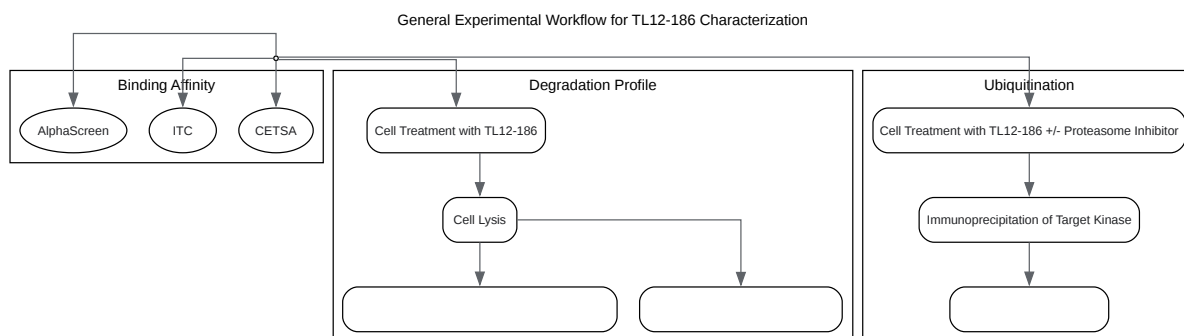 General Experimental Workflow for TL12-186 Characterization
Binding Affinity
Degradation Profile
Ubiquitination
AlphaScreen
ITC
CETSA
Cell Treatment with TL12-186
Cell Treatment with TL12-186 +/- Proteasome Inhibitor
Cell Lysis
Immunoprecipitation of Target Kinase